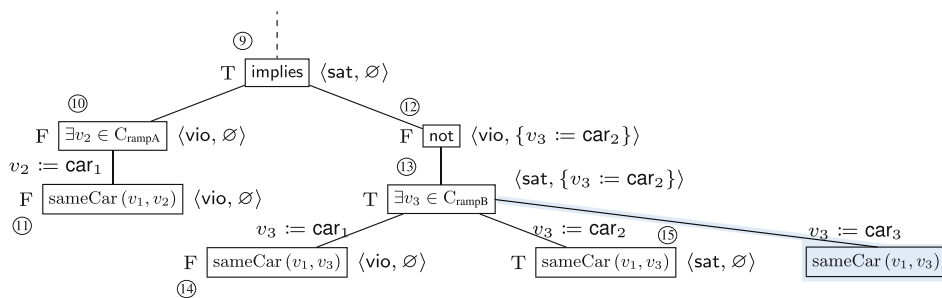 ⑨
T implies ⟨sat, ∅⟩
⑩
⑫
F ∃v₂ ∈ C_rampA ⟨vio, ∅⟩
F not ⟨vio, {v₃ := car₂}⟩
v₂ := car₁
⑬
⟨sat, {v₃ := car₂}⟩
F sameCar (v₁, v₂) ⟨vio, ∅⟩
T ∃v₃ ∈ C_rampB
⑪
v₃ := car₁
v₃ := car₂
⑮
v₃ := car₃
F sameCar (v₁, v₃) ⟨vio, ∅⟩
T sameCar (v₁, v₃) ⟨sat, ∅⟩
sameCar (v₁, v₃)
⑭